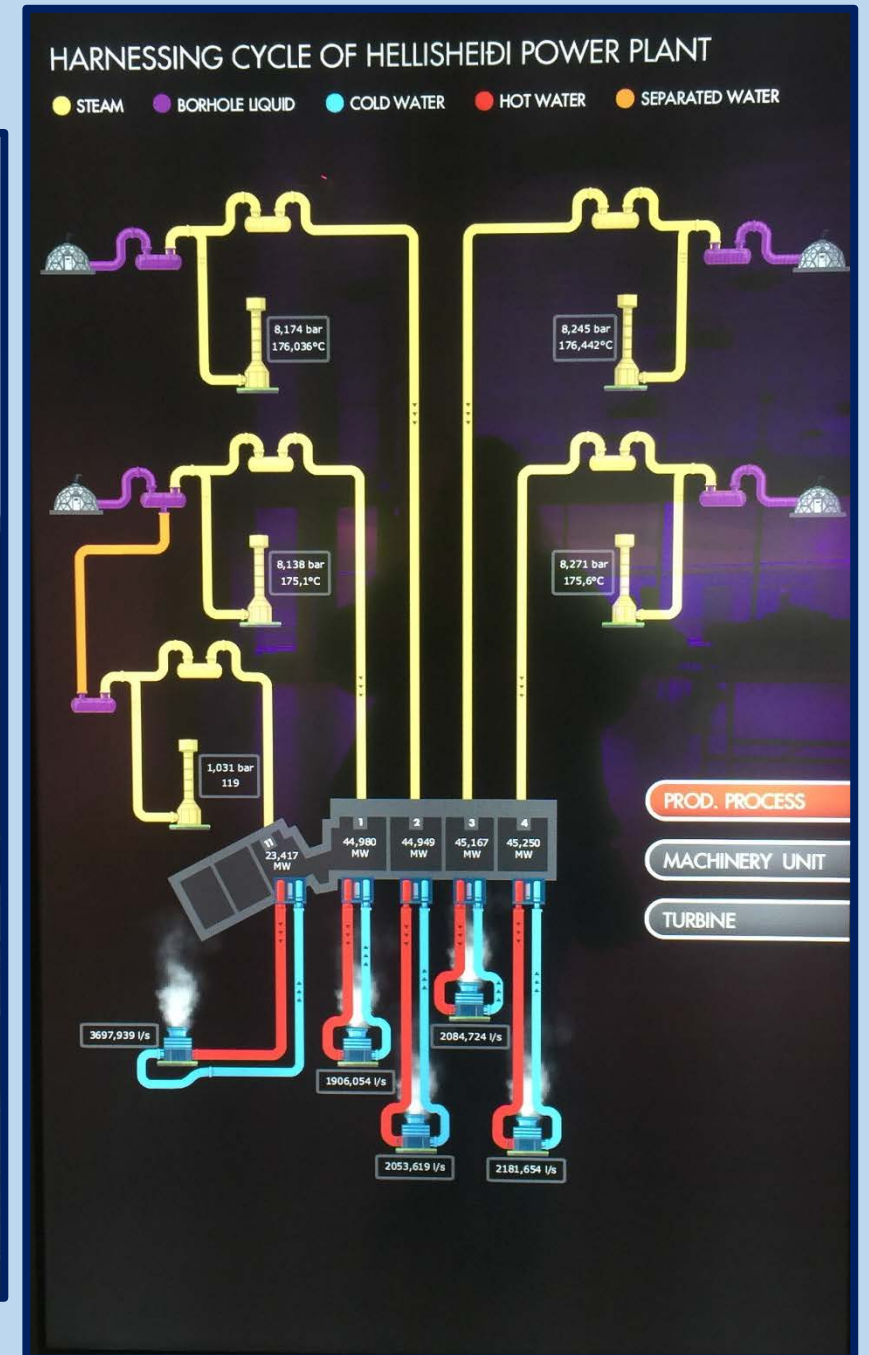 HARNESSING CYCLE OF HELLISHEIÐI POWER PLANT
STEAM BORHOLE LIQUID COLD WATER HOT WATER SEPARATED WATER
8,174 bar
176,036°C
8,245 bar
176,442°C
8,138 bar
175,1°C
8,271 bar
175,6°C
1,031 bar
119
11
23,417
MW
1
44,980
MW
2
44,949
MW
3
45,167
MW
4
45,250
MW
PROD. PROCESS
MACHINERY UNIT
TURBINE
3697,939 l/s
1906,054 l/s
2084,724 l/s
2053,619 l/s
2181,654 l/s